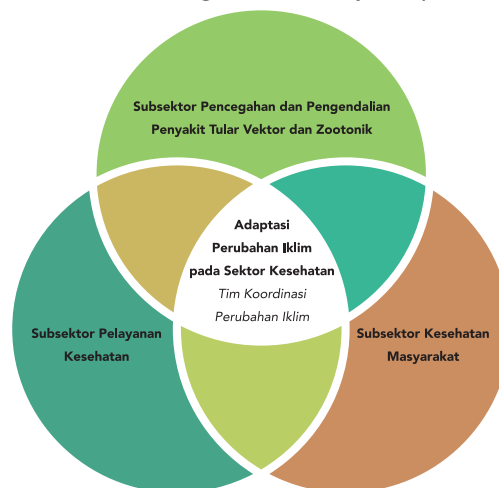 Subsektor Pencegahan dan Pengendalian
Penyakit Tular Vektor dan Zootonik
Adaptasi
Perubahan Iklim
pada Sektor Kesehatan
Tim Koordinasi
Perubahan Iklim
Subsektor Pelayanan
Kesehatan
Subsektor Kesehatan
Masyarakat